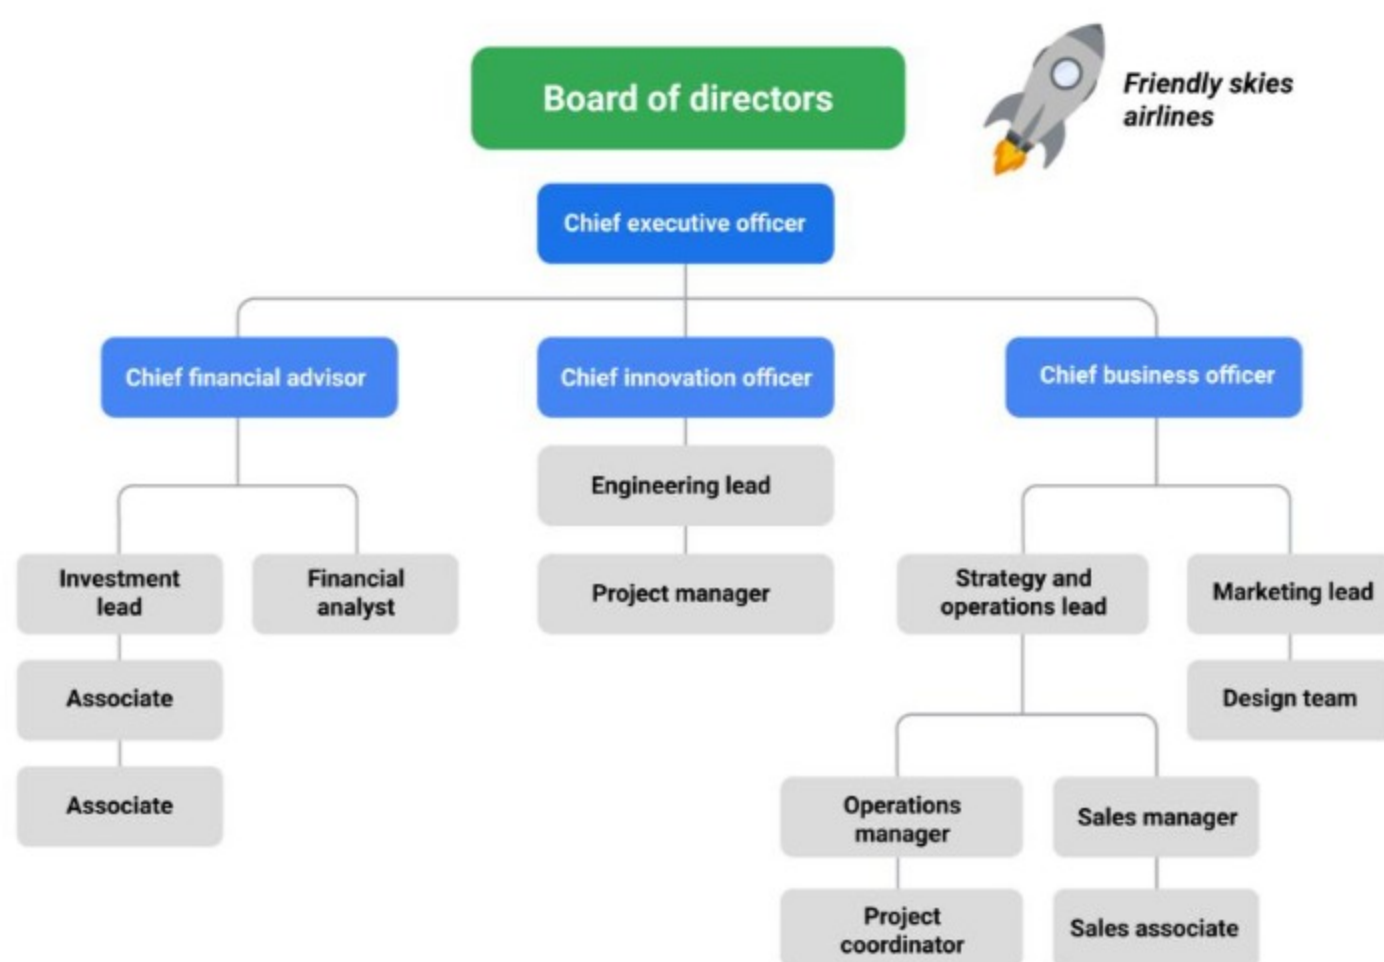 Board of directors
Friendly skies
airlines
Chief executive officer
Chief financial advisor
Chief innovation officer
Chief business officer
Engineering lead
Investment
lead
Financial
analyst
Project manager
Strategy and
operations lead
Marketing lead
Associate
Design team
Associate
Operations
manager
Sales manager
Project
coordinator
Sales associate